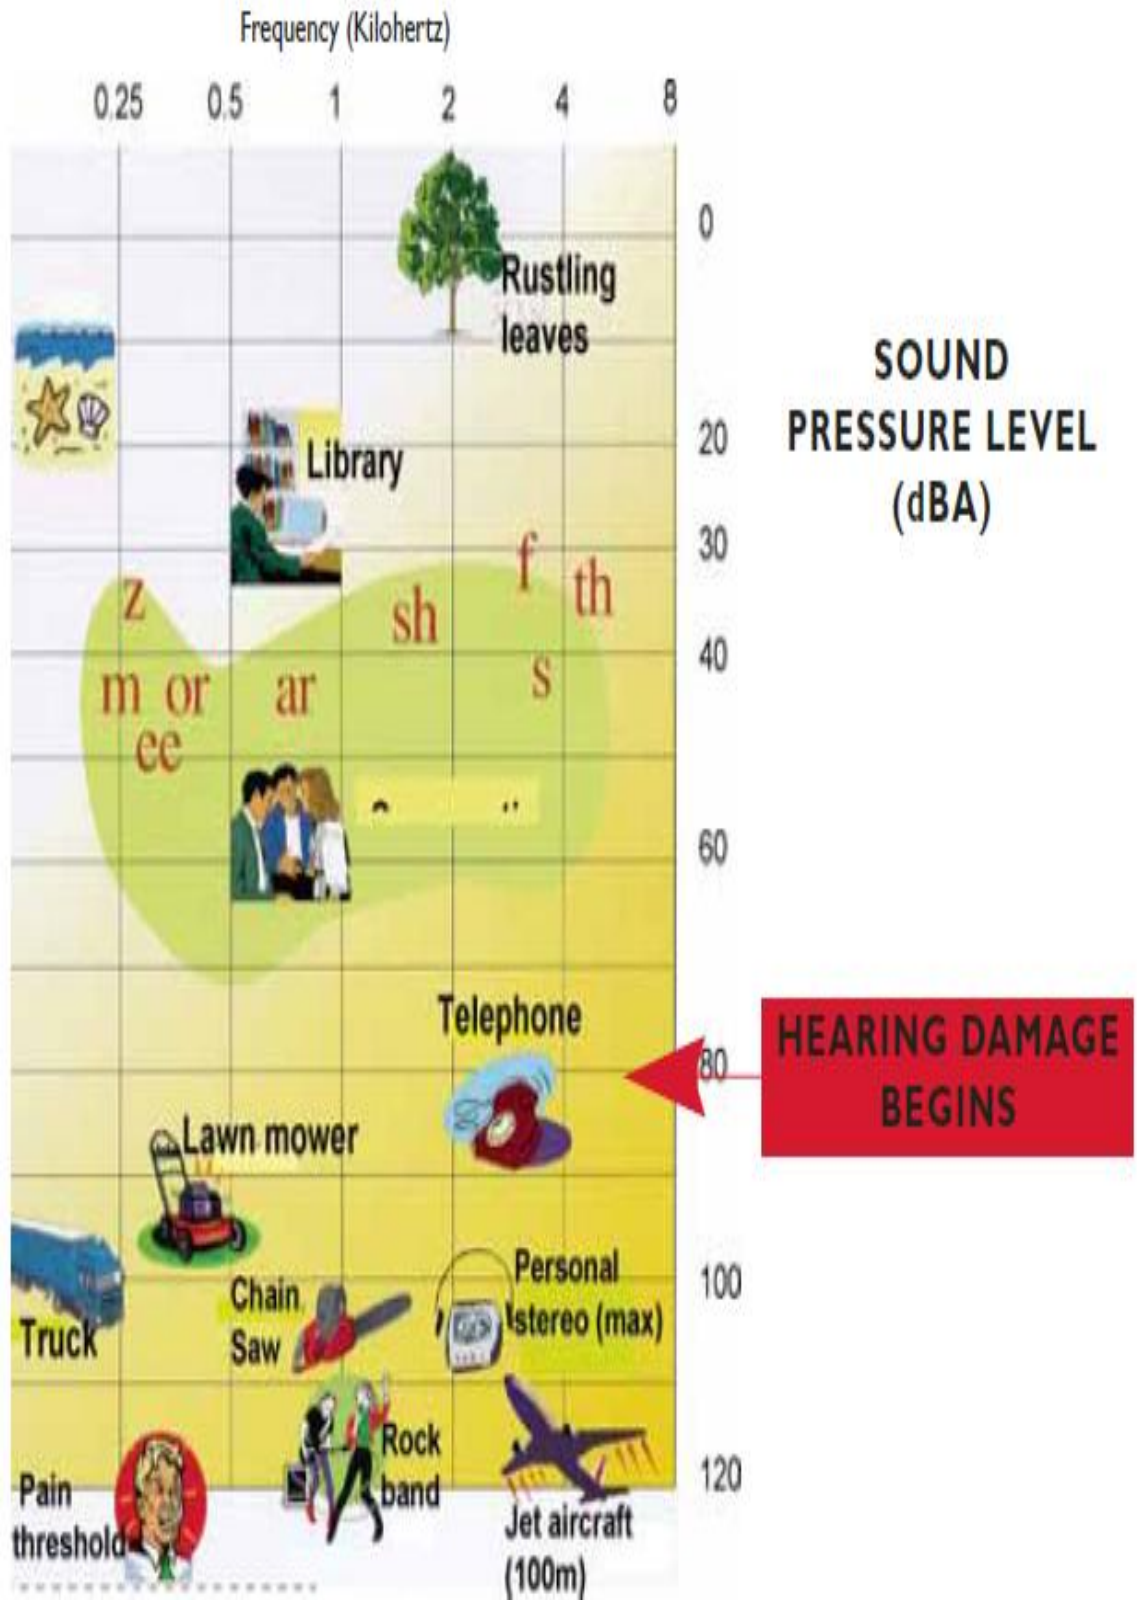 Frequency (Kilohertz)
0.25 0.5 1 2 4 8
0
Rustling
leaves
SOUND
PRESSURE LEVEL
(dBA)
20
Library
30
f
th
z
sh
40
s
m or
ar
ee
60
Telephone
HEARING DAMAGE
BEGINS
80
Lawn mower
Personal
stereo (max)
100
Chain
Saw
Truck
Rock
band
120
Pain
threshold
Jet aircraft
(100m)